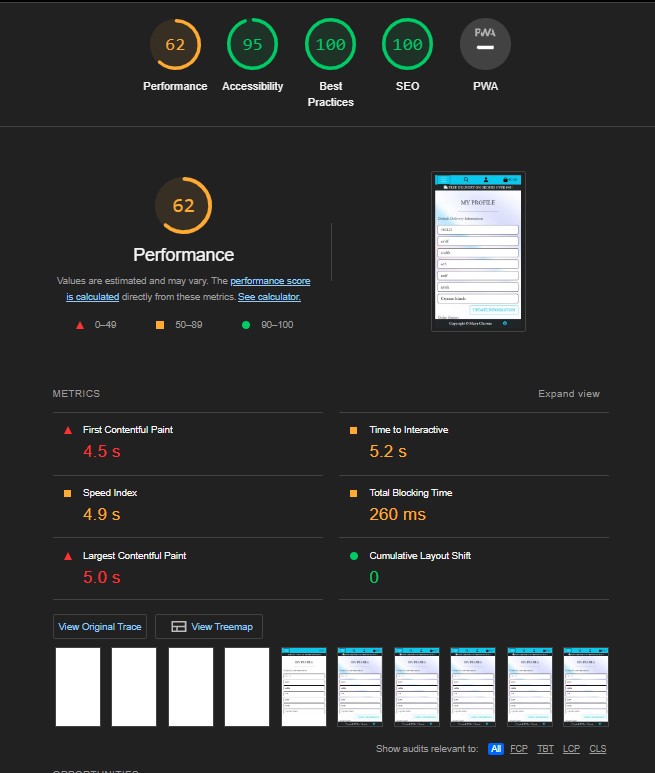 62
95
100
100
PWA
Performance
Accessibility
Best
Practices
SEO
PWA
62
Performance
Values are estimated and may vary. The performance score
is calculated directly from these metrics. See calculator.
0–49
50–89
90–100
MY PROFILE
Default Delivery Information
Cayman Islands
UPDATE INFORMATION
METRICS
Expand view
First Contentful Paint
4.5 s
Time to Interactive
5.2 s
Speed Index
4.9 s
Total Blocking Time
260 ms
Largest Contentful Paint
5.0 s
Cumulative Layout Shift
0
View Original Trace
View Treemap
Show audits relevant to: All FCP TBT LCP CLS
OPPORTUNITIES